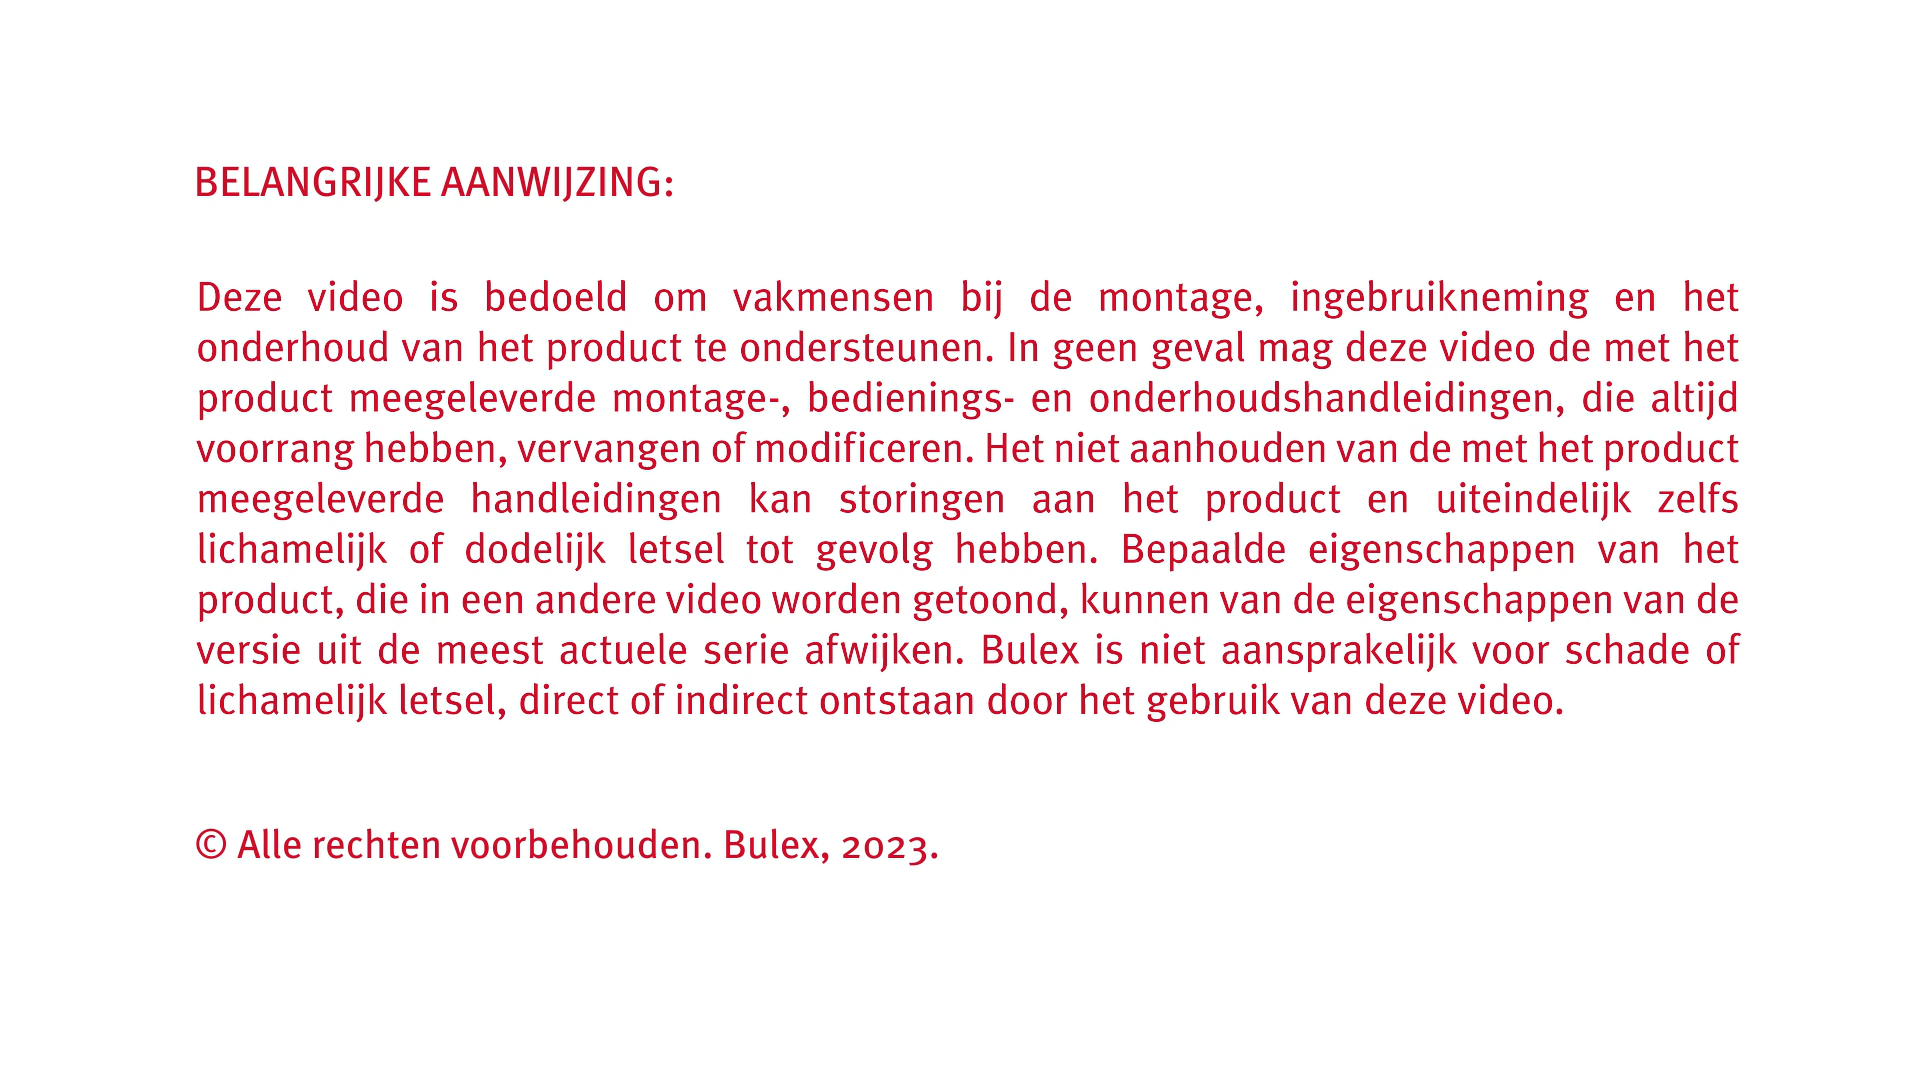 BELANGRIJKE AANWIJZING:
Deze video is bedoeld om vakmensen bij de montage, ingebruikneming en het
onderhoud van het product te ondersteunen. In geen geval mag deze video de met het
product meegeleverde montage-, bedienings- en onderhoudshandleidingen, die altijd
voorrang hebben, vervangen of modificeren. Het niet aanhouden van de met het product
meegeleverde handleidingen kan storingen aan het product en uiteindelijk zelfs
lichamelijk of dodelijk letsel tot gevolg hebben. Bepaalde eigenschappen van het
product, die in een andere video worden getoond, kunnen van de eigenschappen van de
versie uit de meest actuele serie afwijken. Bulex is niet aansprakelijk voor schade of
lichamelijk letsel, direct of indirect ontstaan door het gebruik van deze video.
© Alle rechten voorbehouden. Bulex, 2023.